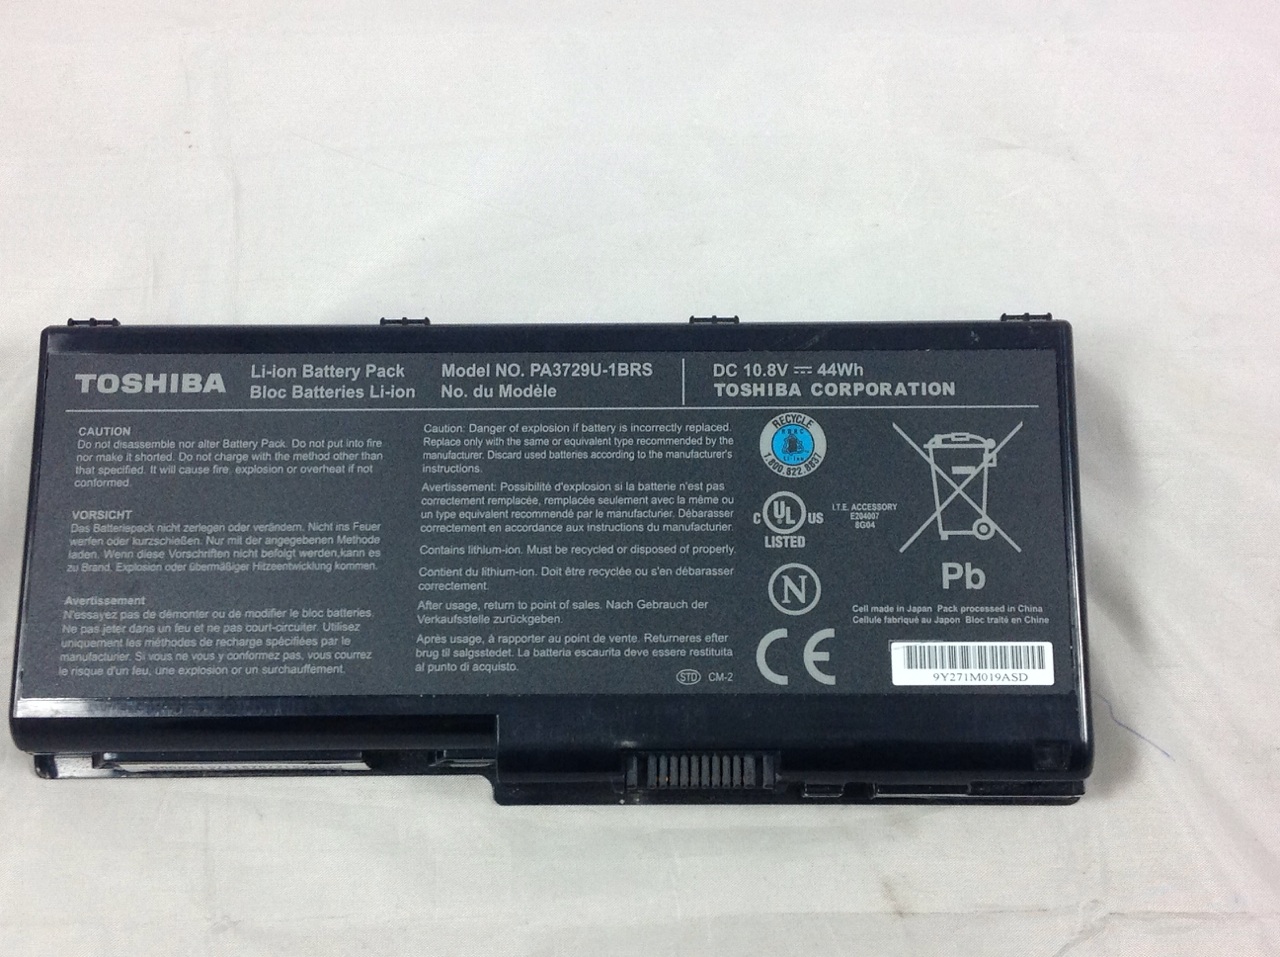 TOSHIBA
Li-ion Battery Pack
Bloc Batteries Li-ion
Model NO. PA3729U-1BRS
No. du Modèle
DC 10.8V ⎓ 44Wh
TOSHIBA CORPORATION
CAUTION
Do not disassemble nor alter Battery Pack. Do not put into fire
nor make it shorted. Do not charge with the method other than
that specified. It will cause fire, explosion or overheat if not
conformed.
VORSICHT
Das Batteriepack nicht zerlegen oder verändern. Nicht ins Feuer
werfen oder kurzschließen. Nur mit der angegebenen Methode
laden. Wenn diese Vorschriften nicht befolgt werden,kann es
zu Brand, Explosion oder übermäßiger Hitzeentwicklung kommen.
Avertissement
N'essayez pas de démonter ou de modifier le bloc batteries.
Ne pas jeter dans un feu et ne pas court-circuiter. Utilisez
uniquement les méthodes de recharge spécifiées par le
manufacturier. Si vous ne vous y conformez pas, vous courrez
le risque d'un feu, une explosion or un surchauffement.
Caution: Danger of explosion if battery is incorrectly replaced.
Replace only with the same or equivalent type recommended by the
manufacturer. Discard used batteries according to the manufacturer's
instructions.
Avertissement: Possibilité d'explosion si la batterie n'est pas
correctement remplacée, remplacée seulement avec la même ou
un type equivalent recommendé par le manufacturier. Débarasser
correctement en accordance aux instructions du manufacturier.
Contains lithium-ion. Must be recycled or disposed of properly.
Contient du lithium-ion. Doit être recyclée ou s'en débarasser
correctement.
After usage, return to point of sales. Nach Gebrauch der
Verkaufsstelle zurückgeben.
Après usage, à rapporter au point de vente. Returneres efter
brug til salgsstedet. La batteria escaurita deve essere restituita
al punto di acquisto.
STD CM-2
RECYCLE
RBRC
Li-ion
1.800.822.8837
C UL US
LISTED
I.T.E. ACCESSORY
E204007
8G04
N
CE
Pb
Cell made in Japan Pack processed in China
Cellule fabriqué au Japon Bloc traité en Chine
9Y271M019ASD